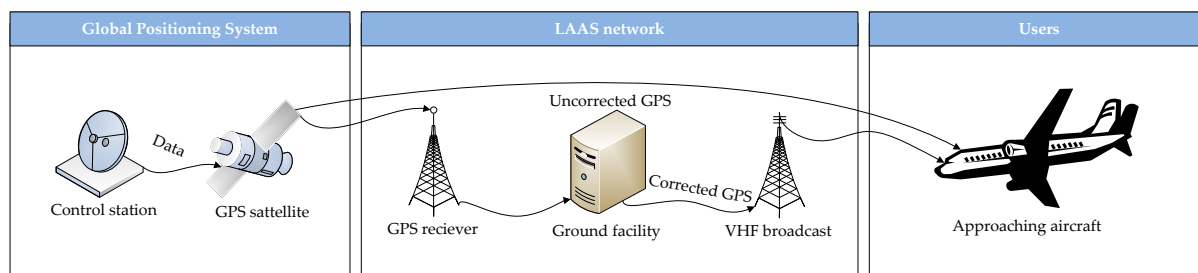 Global Positioning System
LAAS network
Users
Uncorrected GPS
Data
Corrected GPS
Control station
GPS sattellite
GPS reciever
Ground facility
VHF broadcast
Approaching aircraft